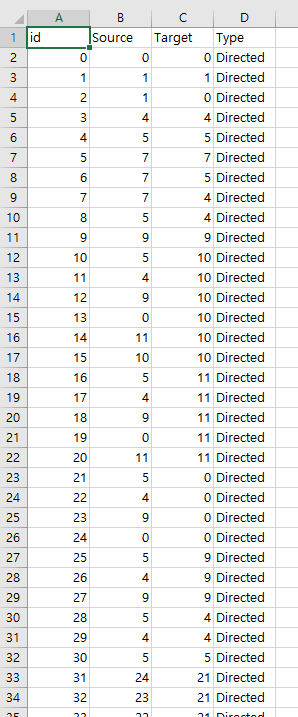 A B C D
1 id Source Target Type
2 0 0 0 Directed
3 1 1 1 Directed
4 2 1 0 Directed
5 3 4 4 Directed
6 4 5 5 Directed
7 5 7 7 Directed
8 6 7 5 Directed
9 7 7 4 Directed
10 8 5 4 Directed
11 9 9 9 Directed
12 10 5 10 Directed
13 11 4 10 Directed
14 12 9 10 Directed
15 13 0 10 Directed
16 14 11 10 Directed
17 15 10 10 Directed
18 16 5 11 Directed
19 17 4 11 Directed
20 18 9 11 Directed
21 19 0 11 Directed
22 20 11 11 Directed
23 21 5 0 Directed
24 22 4 0 Directed
25 23 9 0 Directed
26 24 0 0 Directed
27 25 5 9 Directed
28 26 4 9 Directed
29 27 9 9 Directed
30 28 5 4 Directed
31 29 4 4 Directed
32 30 5 5 Directed
33 31 24 21 Directed
34 32 23 21 Directed